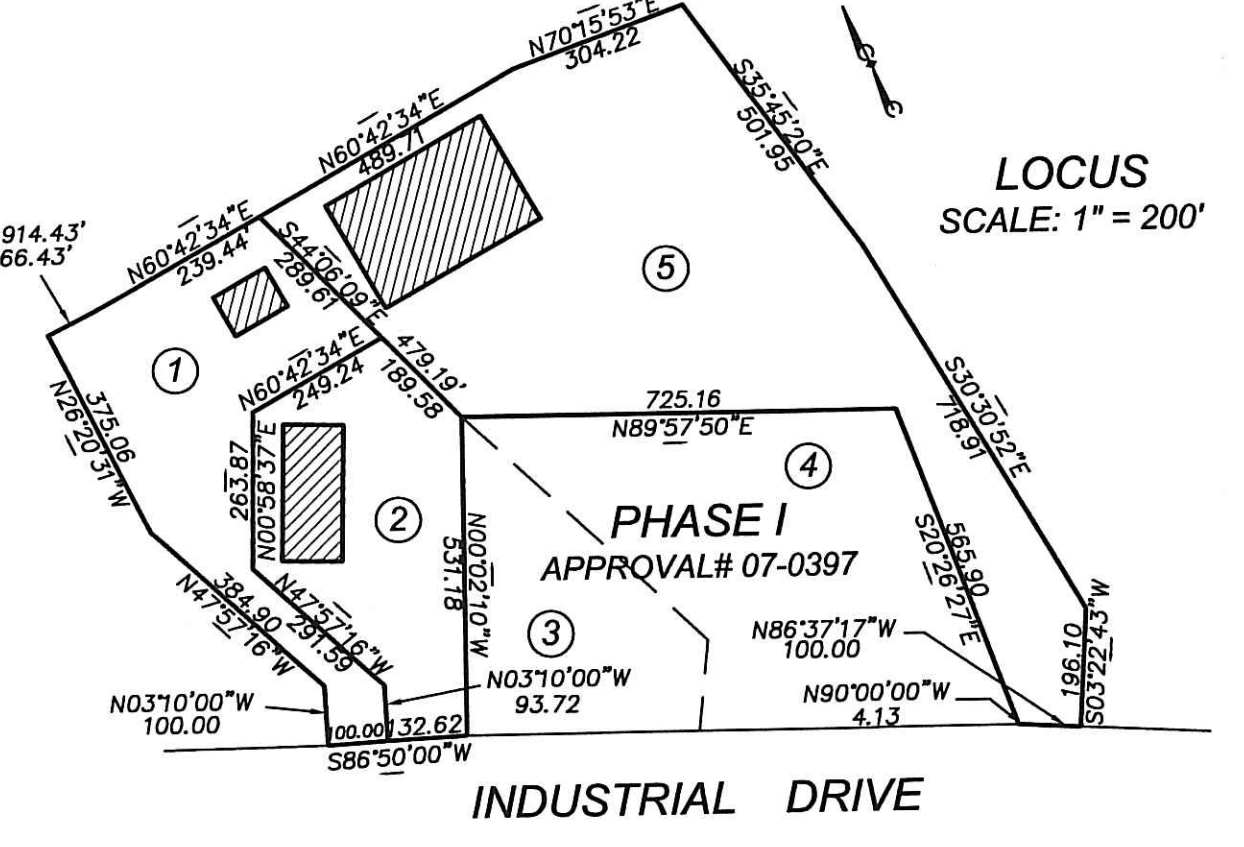 N70°15'53"E
304.22
S35°45'20"E
501.95
N60°42'34"E
489.71
LOCUS
SCALE: 1" = 200'
914.43'
66.43'
N60°42'34"E
239.44'
S44°06'09"E
289.61
5
1
N60°42'34"E
249.24
479.19'
189.58
375.06
N26°20'31"W
725.16
N89°57'50"E
S30°30'52"E
718.91
4
263.87
N00°58'37"E
2
PHASE I
APPROVAL# 07-0397
N00°02'10"W
531.18
565.90
S20°26'27"E
384.90
N47°57'16"W
N47°57'16"W
291.59
3
N86°37'17"W
100.00
196.10
S03°22'43"W
N03°10'00"W
100.00
N03°10'00"W
93.72
N90°00'00"W
4.13
100.00
132.62
S86°50'00"W
INDUSTRIAL DRIVE